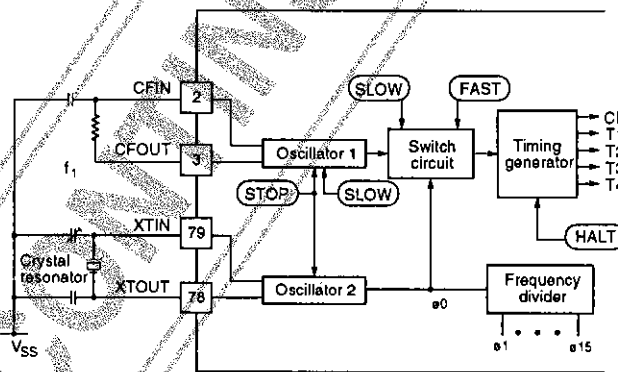 SLOW
FAST
CFIN
2
CFOUT
3
f1
Oscillator 1
Switch circuit
Timing generator
STOP
SLOW
HALT
XTIN
79
Crystal resonator
XTOUT
78
Oscillator 2
ø0
Frequency divider
ø1
ø15
VSS